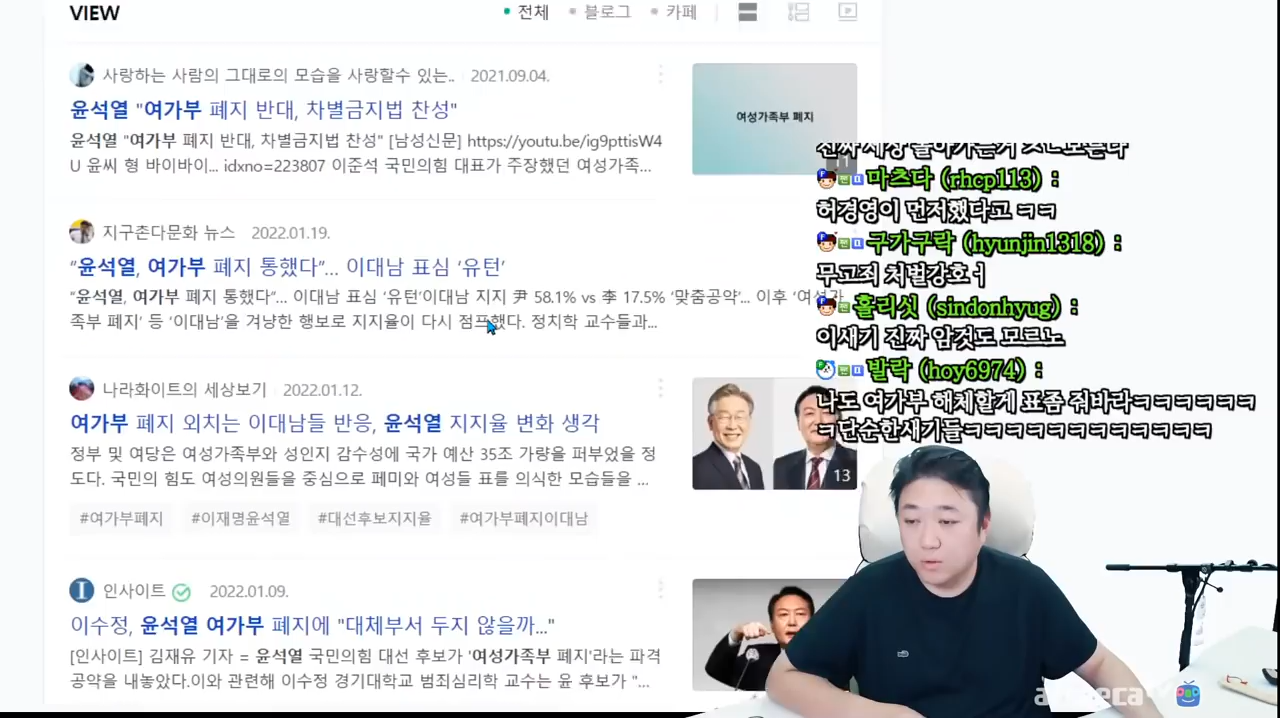 VIEW
전체
블로그
카페
사랑하는 사람의 그대로의 모습을 사랑할수 있는.. 2021.09.04.
윤석열 "여가부 폐지 반대, 차별금지법 찬성"
윤석열 "여가부 폐지 반대, 차별금지법 찬성" [남성신문] https://youtu.be/ig9pttisW4
U 윤씨 형 바이바이... idxno=223807 이준석 국민의힘 대표가 주장했던 여성가족...
여성가족부 폐지
11
지구촌다문화 뉴스 2022.01.19.
“윤석열, 여가부 폐지 통했다”... 이대남 표심 ‘유턴’
“윤석열, 여가부 폐지 통했다”... 이대남 표심 ‘유턴’이대남 지지 尹 58.1% vs 李 17.5% ‘맞춤공약’... 이후 ‘여성가
족부 폐지’ 등 ‘이대남’을 겨냥한 행보로 지지율이 다시 점프했다. 정치학 교수들과...
나라화이트의 세상보기 2022.01.12.
여가부 폐지 외치는 이대남들 반응, 윤석열 지지율 변화 생각
정부 및 여당은 여성가족부와 성인지 감수성에 국가 예산 35조 가량을 퍼부었을 정
도다. 국민의 힘도 여성의원들을 중심으로 페미와 여성들 표를 의식한 모습들을 ...
#여가부폐지 #이재명윤석열 #대선후보지지율 #여가부폐지이대남
13
인사이트 2022.01.09.
이수정, 윤석열 여가부 폐지에 "대체부서 두지 않을까..."
[인사이트] 김재유 기자 = 윤석열 국민의힘 대선 후보가 '여성가족부 폐지'라는 파격
공약을 내놓았다.이와 관련해 이수정 경기대학교 범죄심리학 교수는 윤 후보가 "...
진짜 세상
마츠다 (rhcp113) :
허경영이 먼저했다고 ㅋㅋ
구가구락 (hyunjin1318) :
무고죄 처벌강호ㅓ
홀리싯 (sindonhyug) :
이새기 진짜 암것도 모르노
발락 (hoy6974) :
나도 여가부 해체할게 표좀 줘바라ㅋㅋㅋㅋㅋㅋ
ㅋ단순한새기들ㅋㅋㅋㅋㅋㅋㅋㅋㅋㅋㅋㅋ